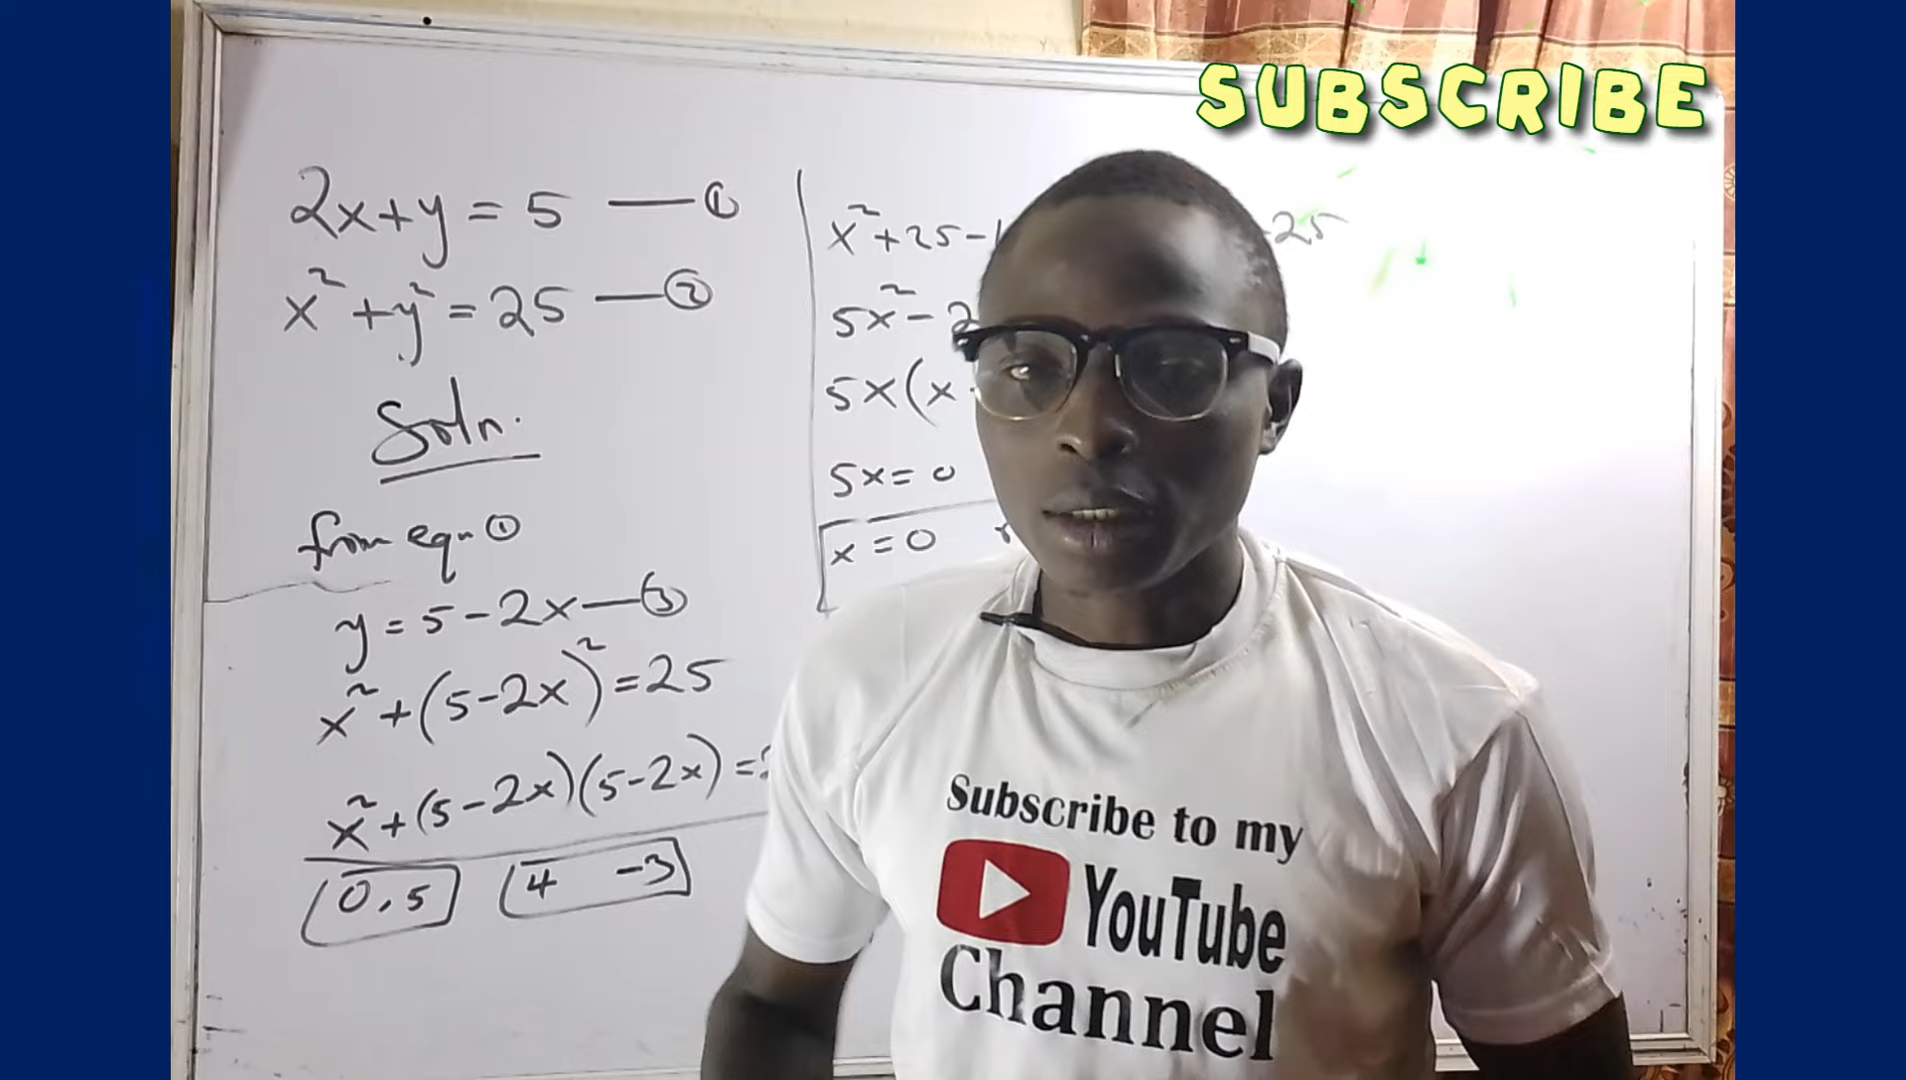 SUBSCRIBE
2x+y = 5 —— ①
x² + y² = 25 —— ②
Soln.
from eqn ①
y = 5 - 2x — ③
x² + (5-2x)² = 25
x² + (5-2x)(5-2x) =
0, 5
4 -3
x² + 25 - 25
5x² - 2
5x(x
5x = 0
x = 0
Subscribe to my
YouTube
Channel